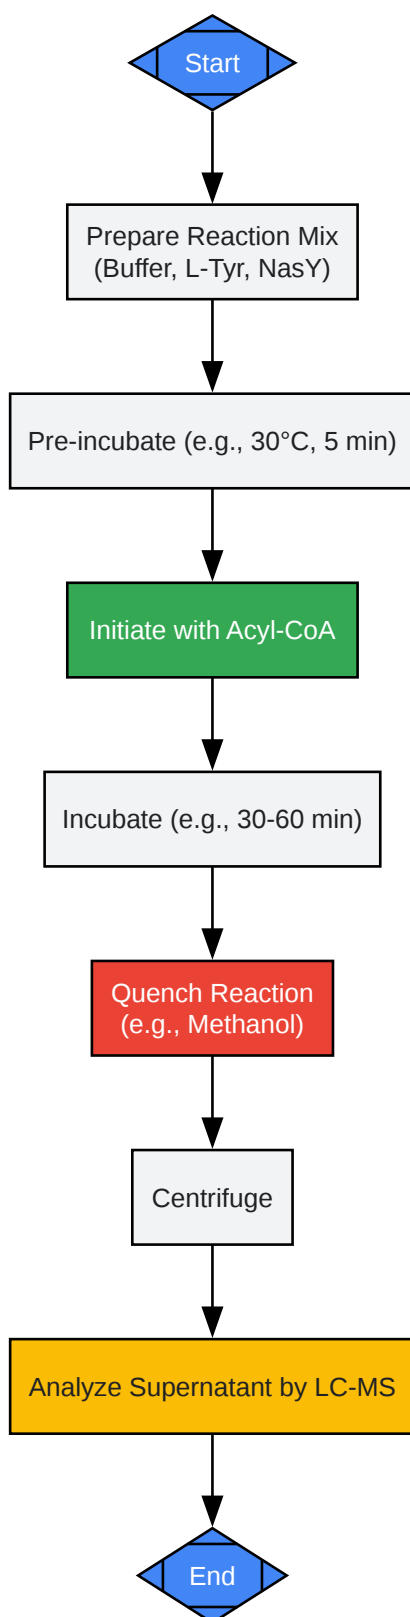 Start
Prepare Reaction Mix
(Buffer, L-Tyr, NasY)
Pre-incubate (e.g., 30°C, 5 min)
Initiate with Acyl-CoA
Incubate (e.g., 30-60 min)
Quench Reaction
(e.g., Methanol)
Centrifuge
Analyze Supernatant by LC-MS
End